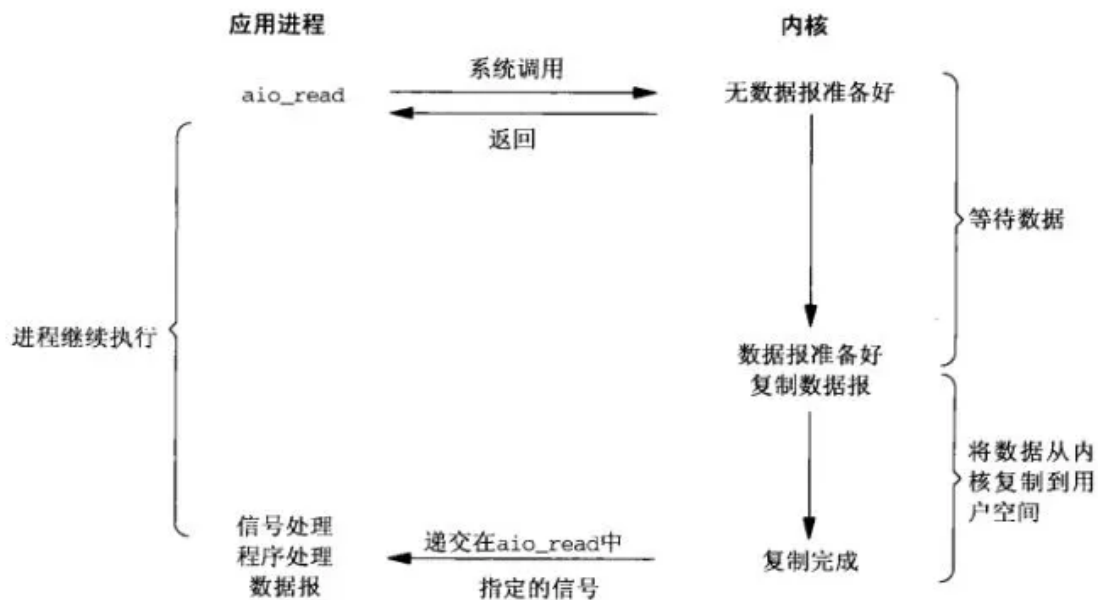 应用进程
内核
系统调用
aio_read
无数据报准备好
返回
等待数据
进程继续执行
数据报准备好
复制数据报
将数据从内
核复制到用
户空间
信号处理
程序处理
数据报
递交在aio_read中
指定的信号
复制完成